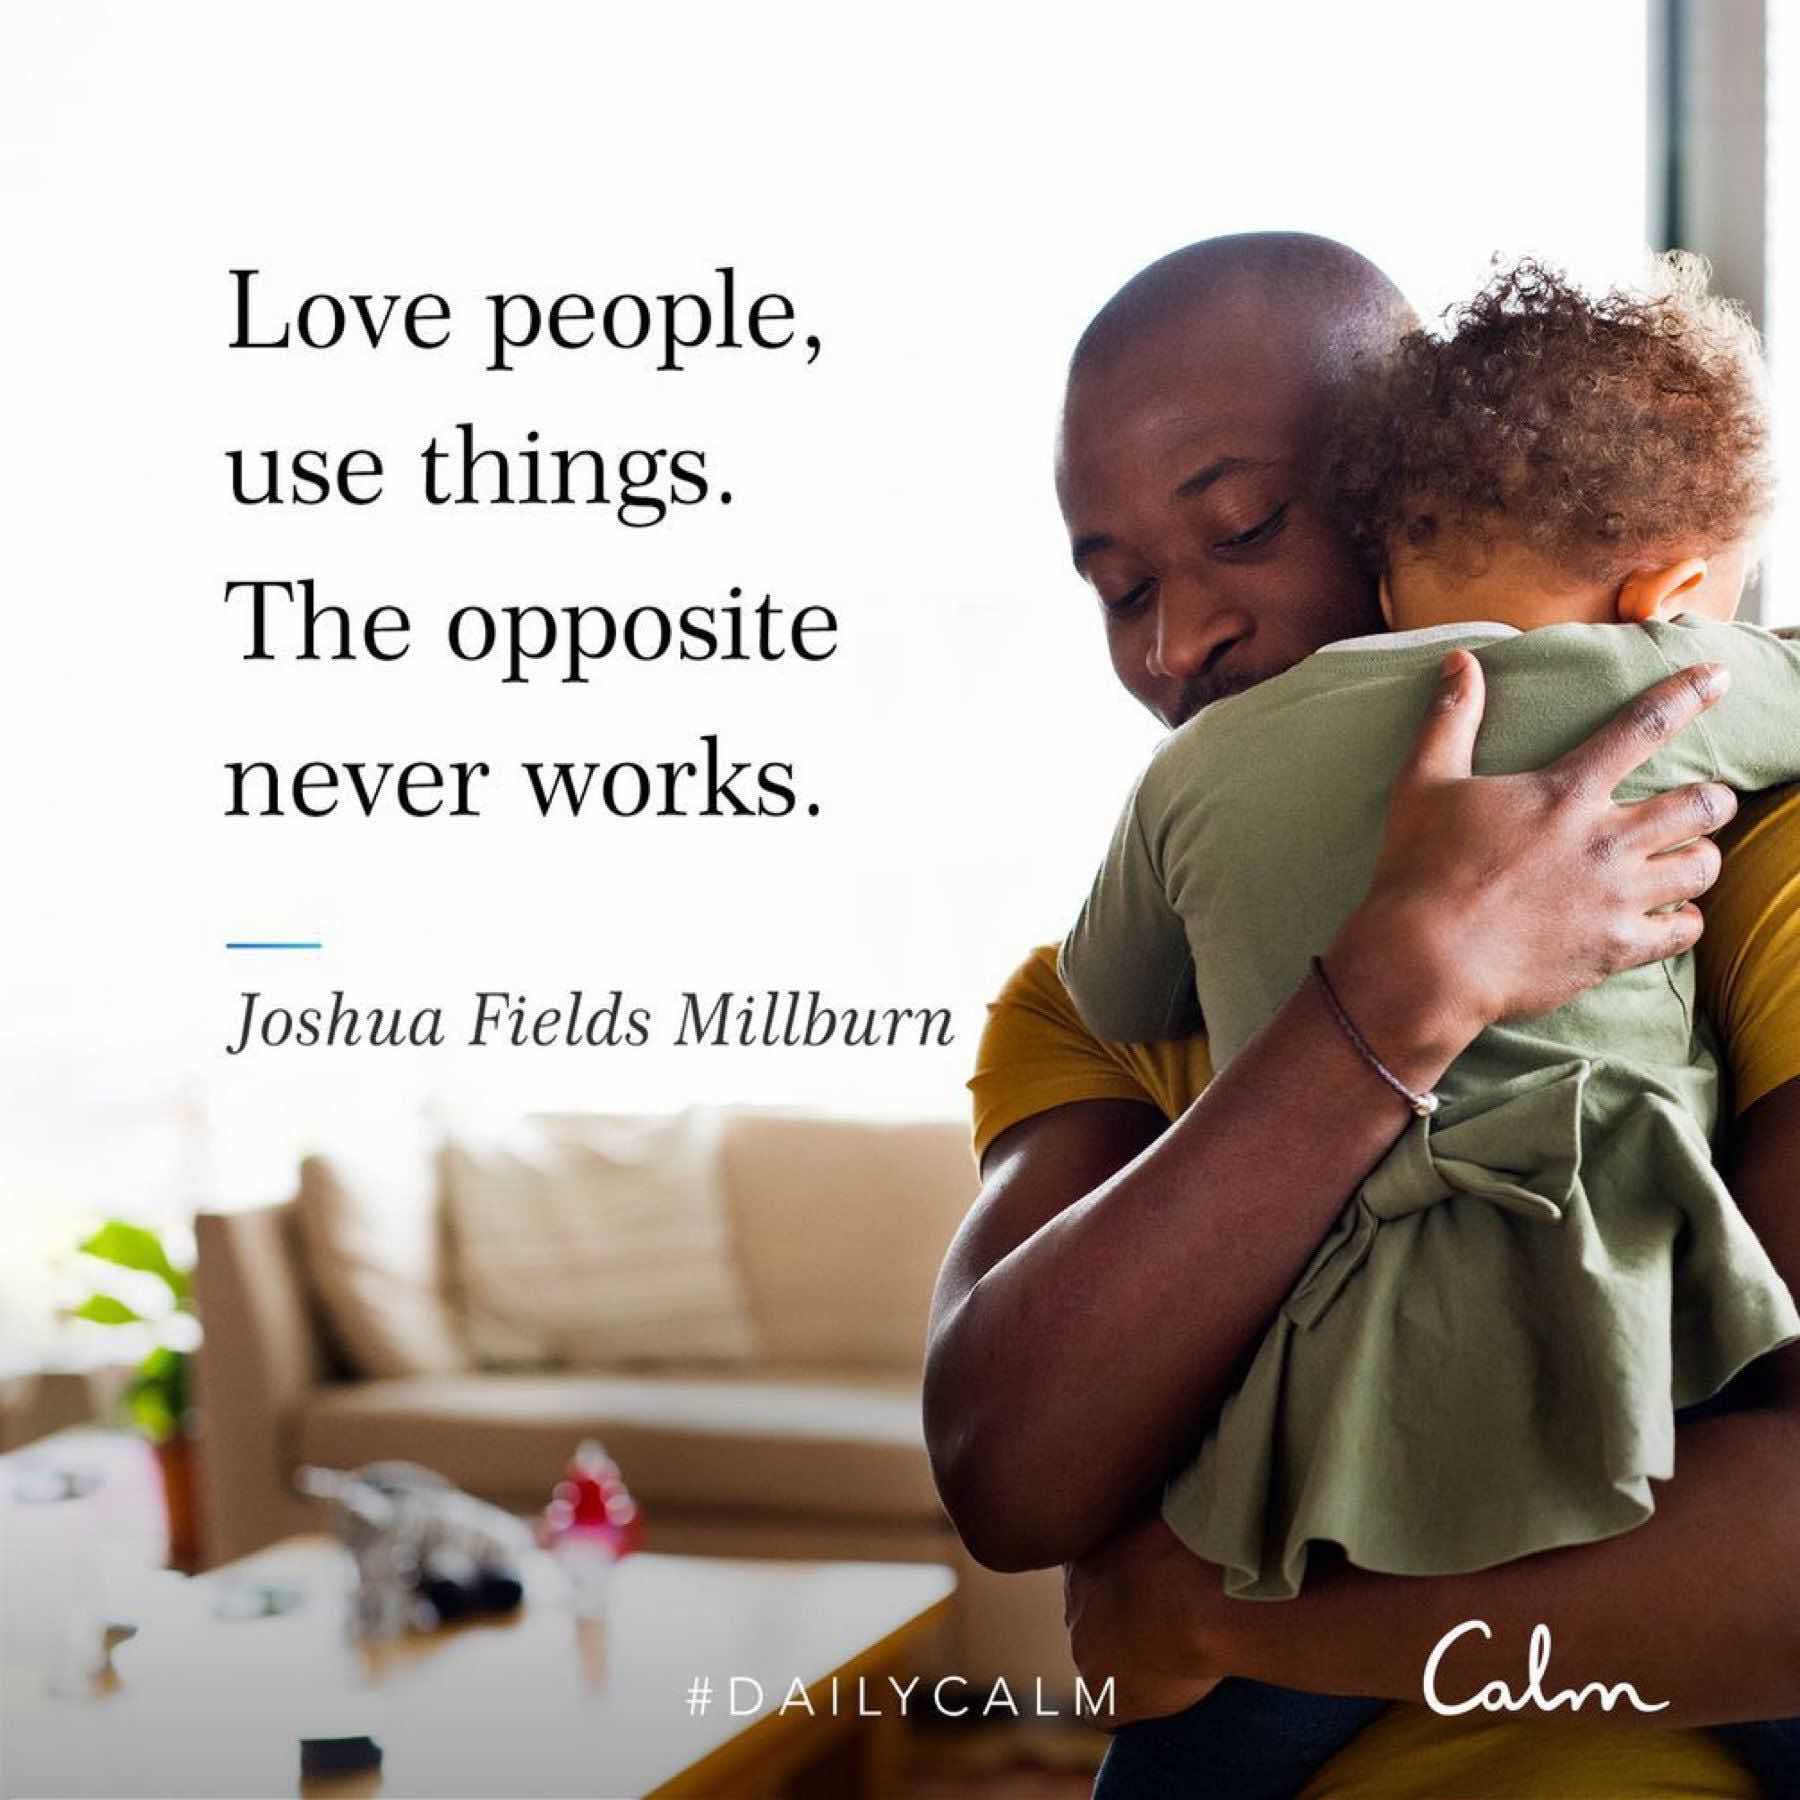 Love people,
use things.
The opposite
never works.
Joshua Fields Millburn
#DAILYCALM
Calm